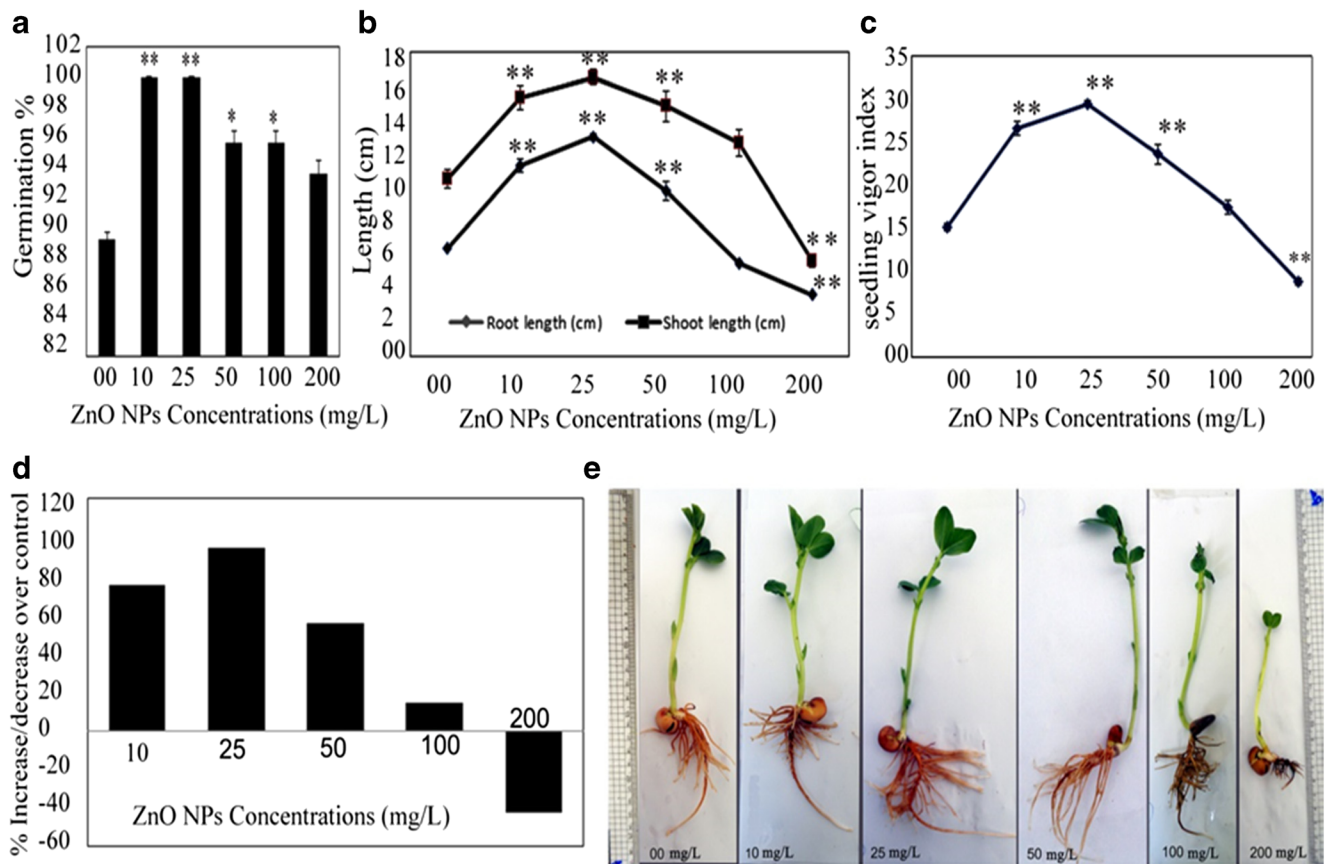 a
Germination %
102
100
98
96
94
92
90
88
86
84
82
** ** * *
00 10 25 50 100 200
ZnO NPs Concentrations (mg/L)
b
Length (cm)
18
16
14
12
10
8
6
4
2
00
** ** ** **
** ** ** **
Root length (cm) Shoot length (cm)
00 10 25 50 100 200
ZnO NPs Concentrations (mg/L)
c
seedling vigor index
35
30
25
20
15
10
5
00
** ** ** **
00 10 25 50 100 200
ZnO NPs Concentrations (mg/L)
d
% Increase/decrease over control
120
100
80
60
40
20
0
-20
-40
-60
10 25 50 100 200
ZnO NPs Concentrations (mg/L)
e
00 mg/L 10 mg/L 25 mg/L 50 mg/L 100 mg/L 200 mg/L